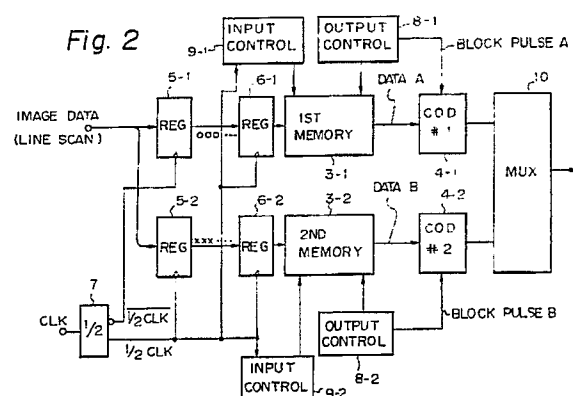 Fig. 2
9-1
INPUT
CONTROL
OUTPUT
CONTROL
8-1
BLOCK PULSE A
5-1
6-1
DATA A
10
IMAGE DATA
(LINE SCAN)
REG
ooo......
REG
1ST
MEMORY
COD
#1
3-1
4-1
MUX
5-2
6-2
3-2
DATA B
4-2
REG
xxx......
REG
2ND
MEMORY
COD
#2
7
CLK
1/2
1/2 CLK
1/2 CLK
OUTPUT
CONTROL
BLOCK PULSE B
8-2
INPUT
CONTROL
9-2